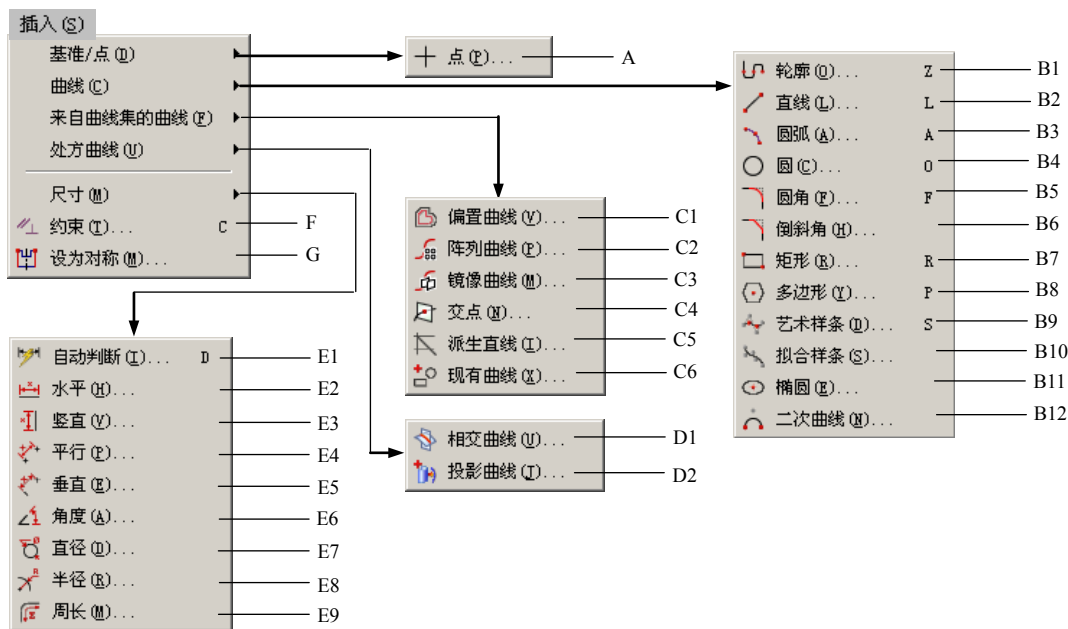 插入(S)
基准/点(D)
曲线(C)
来自曲线集的曲线(F)
处方曲线(U)
尺寸(M)
约束(T)... C F
设为对称(M)... G
点(P)... A
轮廓(O)... Z B1
直线(L)... L B2
圆弧(A)... A B3
圆(C)... O B4
圆角(F)... F B5
倒斜角(H)... B6
矩形(R)... R B7
多边形(Y)... P B8
艺术样条(D)... S B9
拟合样条(S)... B10
椭圆(E)... B11
二次曲线(N)... B12
偏置曲线(V)... C1
阵列曲线(P)... C2
镜像曲线(M)... C3
交点(N)... C4
派生直线(I)... C5
现有曲线(X)... C6
相交曲线(U)... D1
投影曲线(J)... D2
自动判断(I)... D E1
水平(H)... E2
竖直(V)... E3
平行(P)... E4
垂直(E)... E5
角度(A)... E6
直径(D)... E7
半径(R)... E8
周长(M)... E9